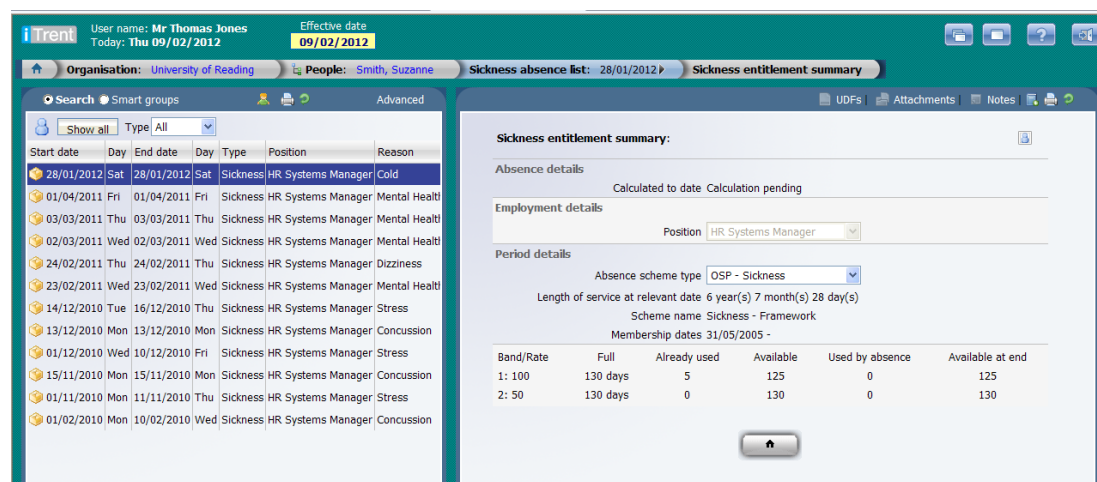 iTrent User name: Mr Thomas Jones Effective date
Today: Thu 09/02/2012 09/02/2012
Organisation: University of Reading People: Smith, Suzanne Sickness absence list: 28/01/2012 Sickness entitlement summary
Search Smart groups Advanced
Show all Type All
Start date Day End date Day Type Position Reason
28/01/2012 Sat 28/01/2012 Sat Sickness HR Systems Manager Cold
01/04/2011 Fri 01/04/2011 Fri Sickness HR Systems Manager Mental Health
03/03/2011 Thu 03/03/2011 Thu Sickness HR Systems Manager Mental Health
02/03/2011 Wed 02/03/2011 Wed Sickness HR Systems Manager Mental Health
24/02/2011 Thu 24/02/2011 Thu Sickness HR Systems Manager Dizziness
23/02/2011 Wed 23/02/2011 Wed Sickness HR Systems Manager Mental Health
14/12/2010 Tue 16/12/2010 Thu Sickness HR Systems Manager Stress
13/12/2010 Mon 13/12/2010 Mon Sickness HR Systems Manager Concussion
01/12/2010 Wed 10/12/2010 Fri Sickness HR Systems Manager Stress
15/11/2010 Mon 15/11/2010 Mon Sickness HR Systems Manager Concussion
01/11/2010 Mon 11/11/2010 Thu Sickness HR Systems Manager Stress
01/02/2010 Mon 10/02/2010 Wed Sickness HR Systems Manager Concussion
UDFs Attachments Notes
Sickness entitlement summary:
Absence details
Calculated to date Calculation pending
Employment details
Position HR Systems Manager
Period details
Absence scheme type OSP - Sickness
Length of service at relevant date 6 year(s) 7 month(s) 28 day(s)
Scheme name Sickness - Framework
Membership dates 31/05/2005 -
Band/Rate Full Already used Available Used by absence Available at end
1: 100 130 days 5 125 0 125
2: 50 130 days 0 130 0 130